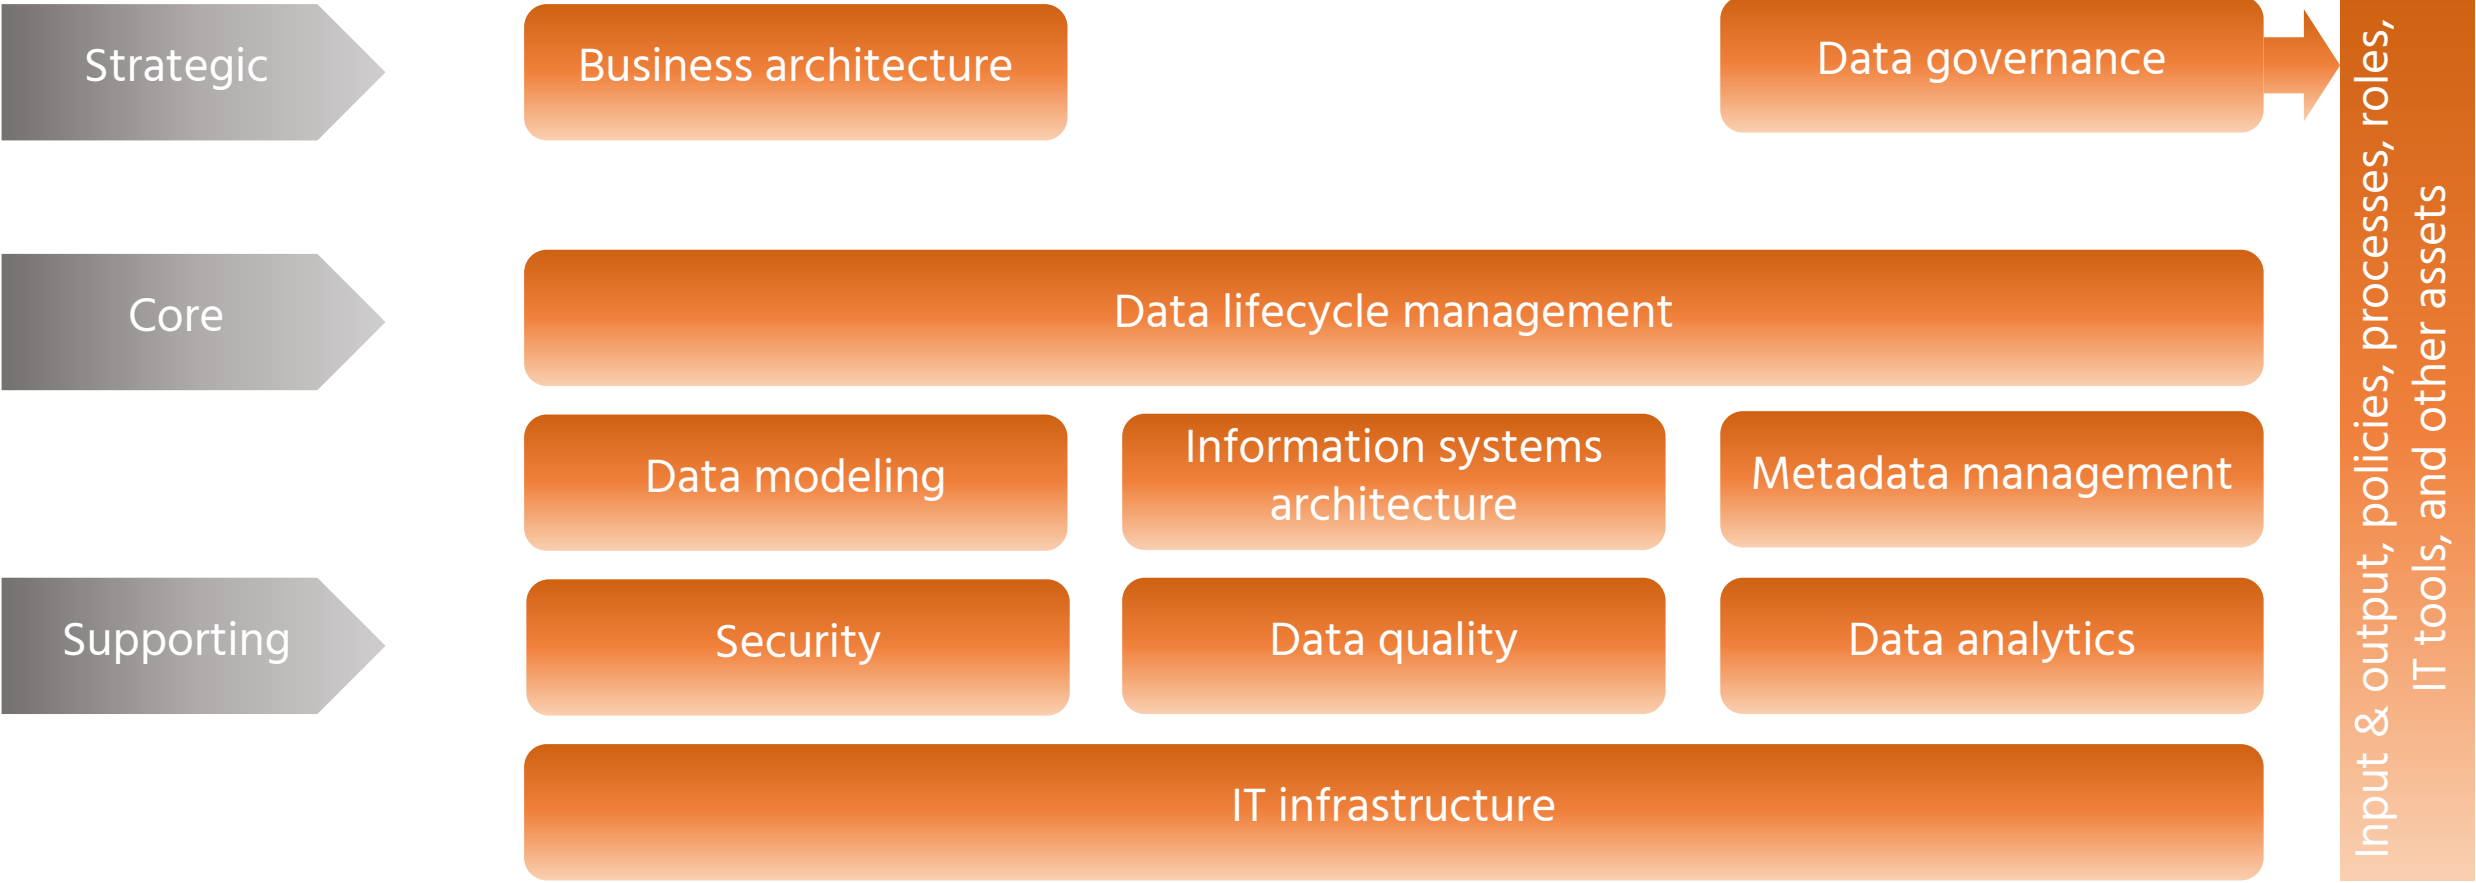 Strategic
Business architecture
Data governance
Core
Data lifecycle management
Data modeling
Information systems
architecture
Metadata management
Supporting
Security
Data quality
Data analytics
IT infrastructure
Input & output, policies, processes, roles,
IT tools, and other assets